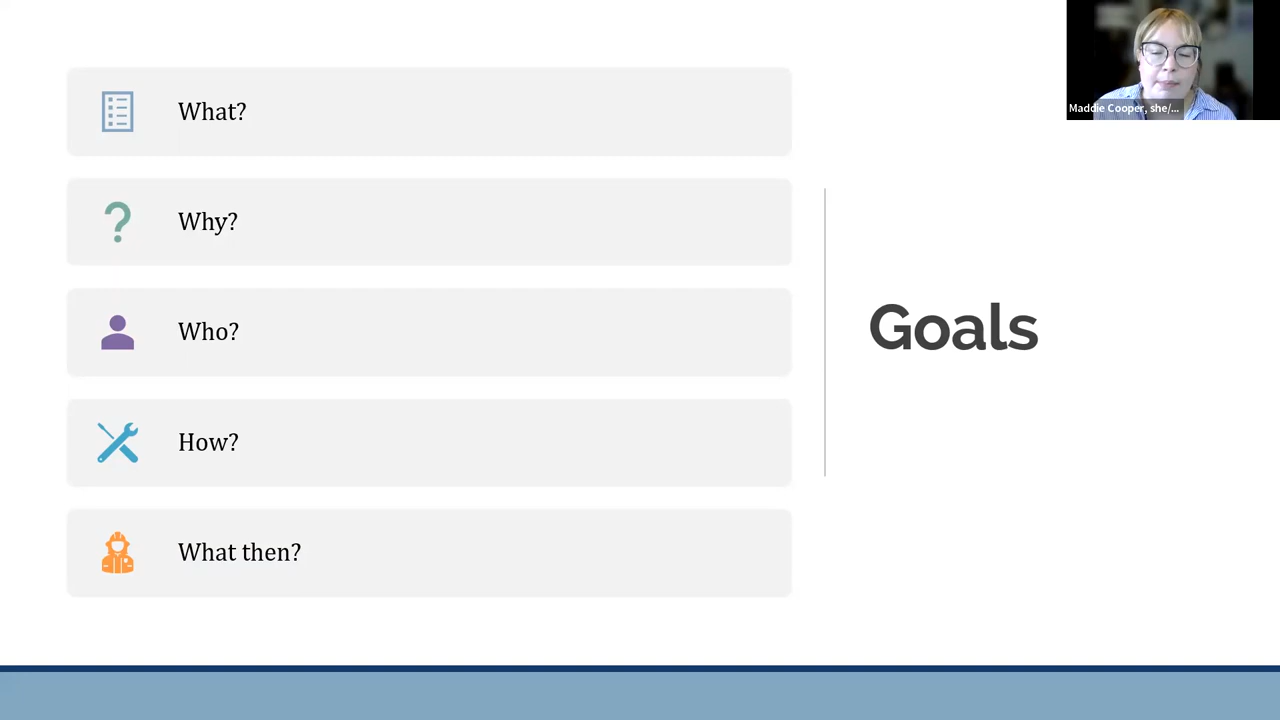 What?
Why?
Who?
How?
What then?
Goals
Maddie Cooper, she/...